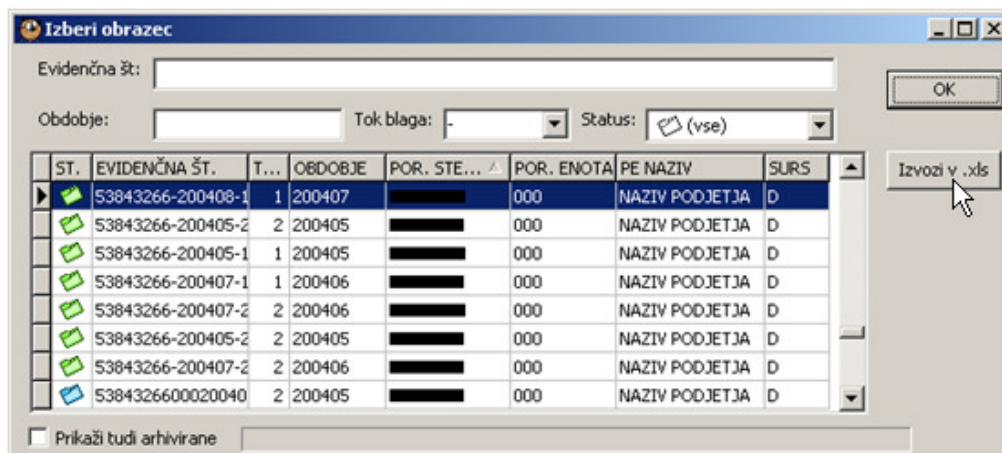 Izberi obrazec
Evidenčna št:
OK
Obdobje: Tok blaga: - Status: (vse)
ST. EVIDENČNA ŠT. T... OBDOBJE POR. ŠTE... POR. ENOTA PE NAZIV SURS
Izvozi v .xls
53843266-200408-1 1 200407 000 NAZIV PODJETJA D
53843266-200405-2 2 200405 000 NAZIV PODJETJA D
53843266-200405-1 1 200405 000 NAZIV PODJETJA D
53843266-200407-1 1 200406 000 NAZIV PODJETJA D
53843266-200407-2 2 200406 000 NAZIV PODJETJA D
53843266-200405-2 2 200405 000 NAZIV PODJETJA D
53843266-200407-2 2 200406 000 NAZIV PODJETJA D
5384326600020040 2 200405 000 NAZIV PODJETJA D
Prikaži tudi arhivirane